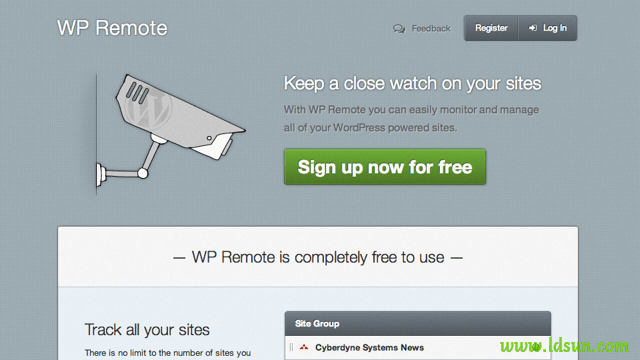 WP Remote
Feedback
Register
Log In
Keep a close watch on your sites
With WP Remote you can easily monitor and manage
all of your WordPress powered sites.
Sign up now for free
— WP Remote is completely free to use —
Track all your sites
There is no limit to the number of sites you
Site Group
Cyberdyne Systems News
www.ldsun.com